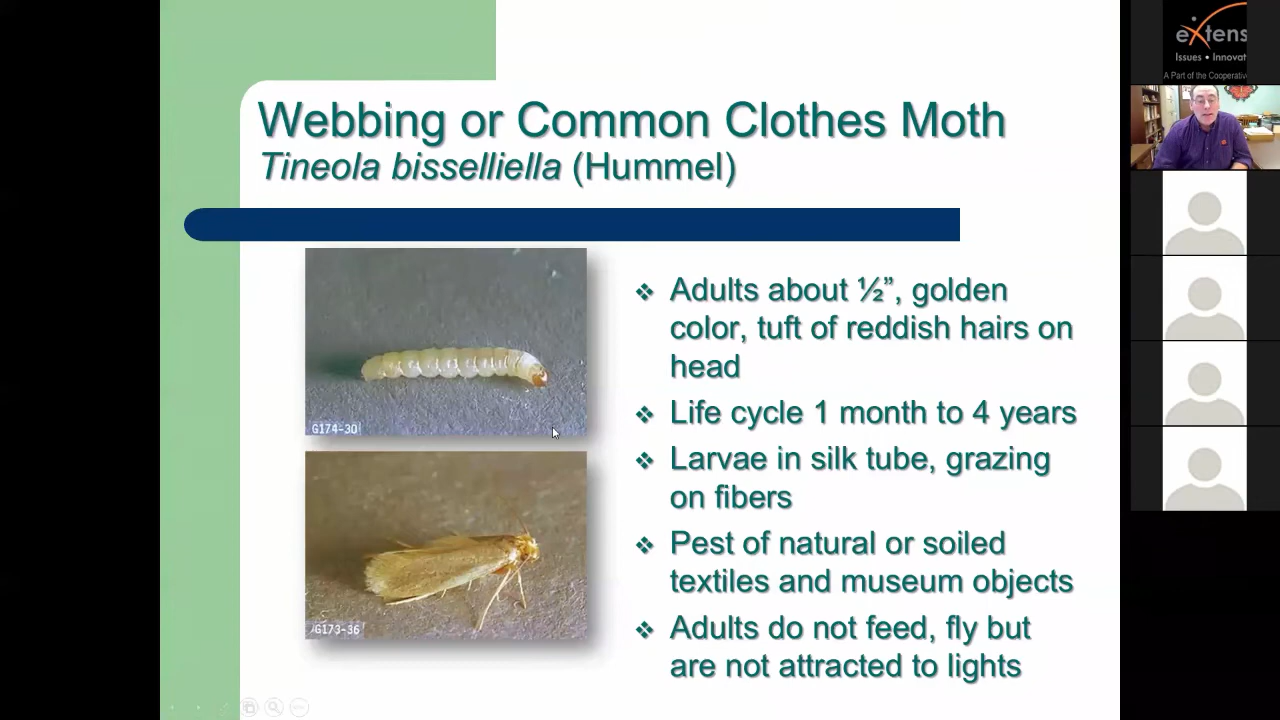 Webbing or Common Clothes Moth
Tineola bisselliella (Hummel)
Adults about ½”, golden
color, tuft of reddish hairs on
head
Life cycle 1 month to 4 years
Larvae in silk tube, grazing
on fibers
Pest of natural or soiled
textiles and museum objects
Adults do not feed, fly but
are not attracted to lights
G174-30
G173-36
eXtens
Issues • Innovat
A Part of the Cooperativ